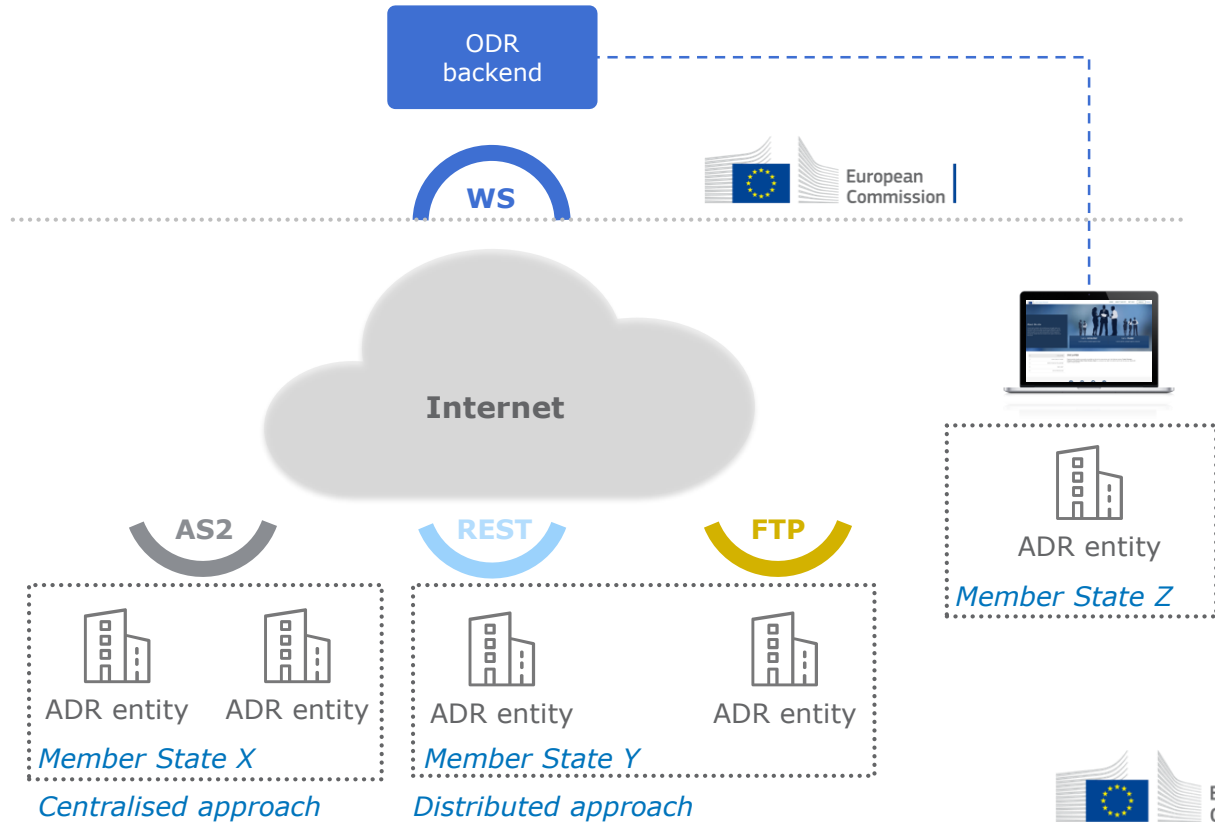 ODR
backend
WS
European
Commission
Internet
AS2
REST
FTP
ADR entity
Member State Z
ADR entity
ADR entity
ADR entity
ADR entity
Member State X
Member State Y
Centralised approach
Distributed approach